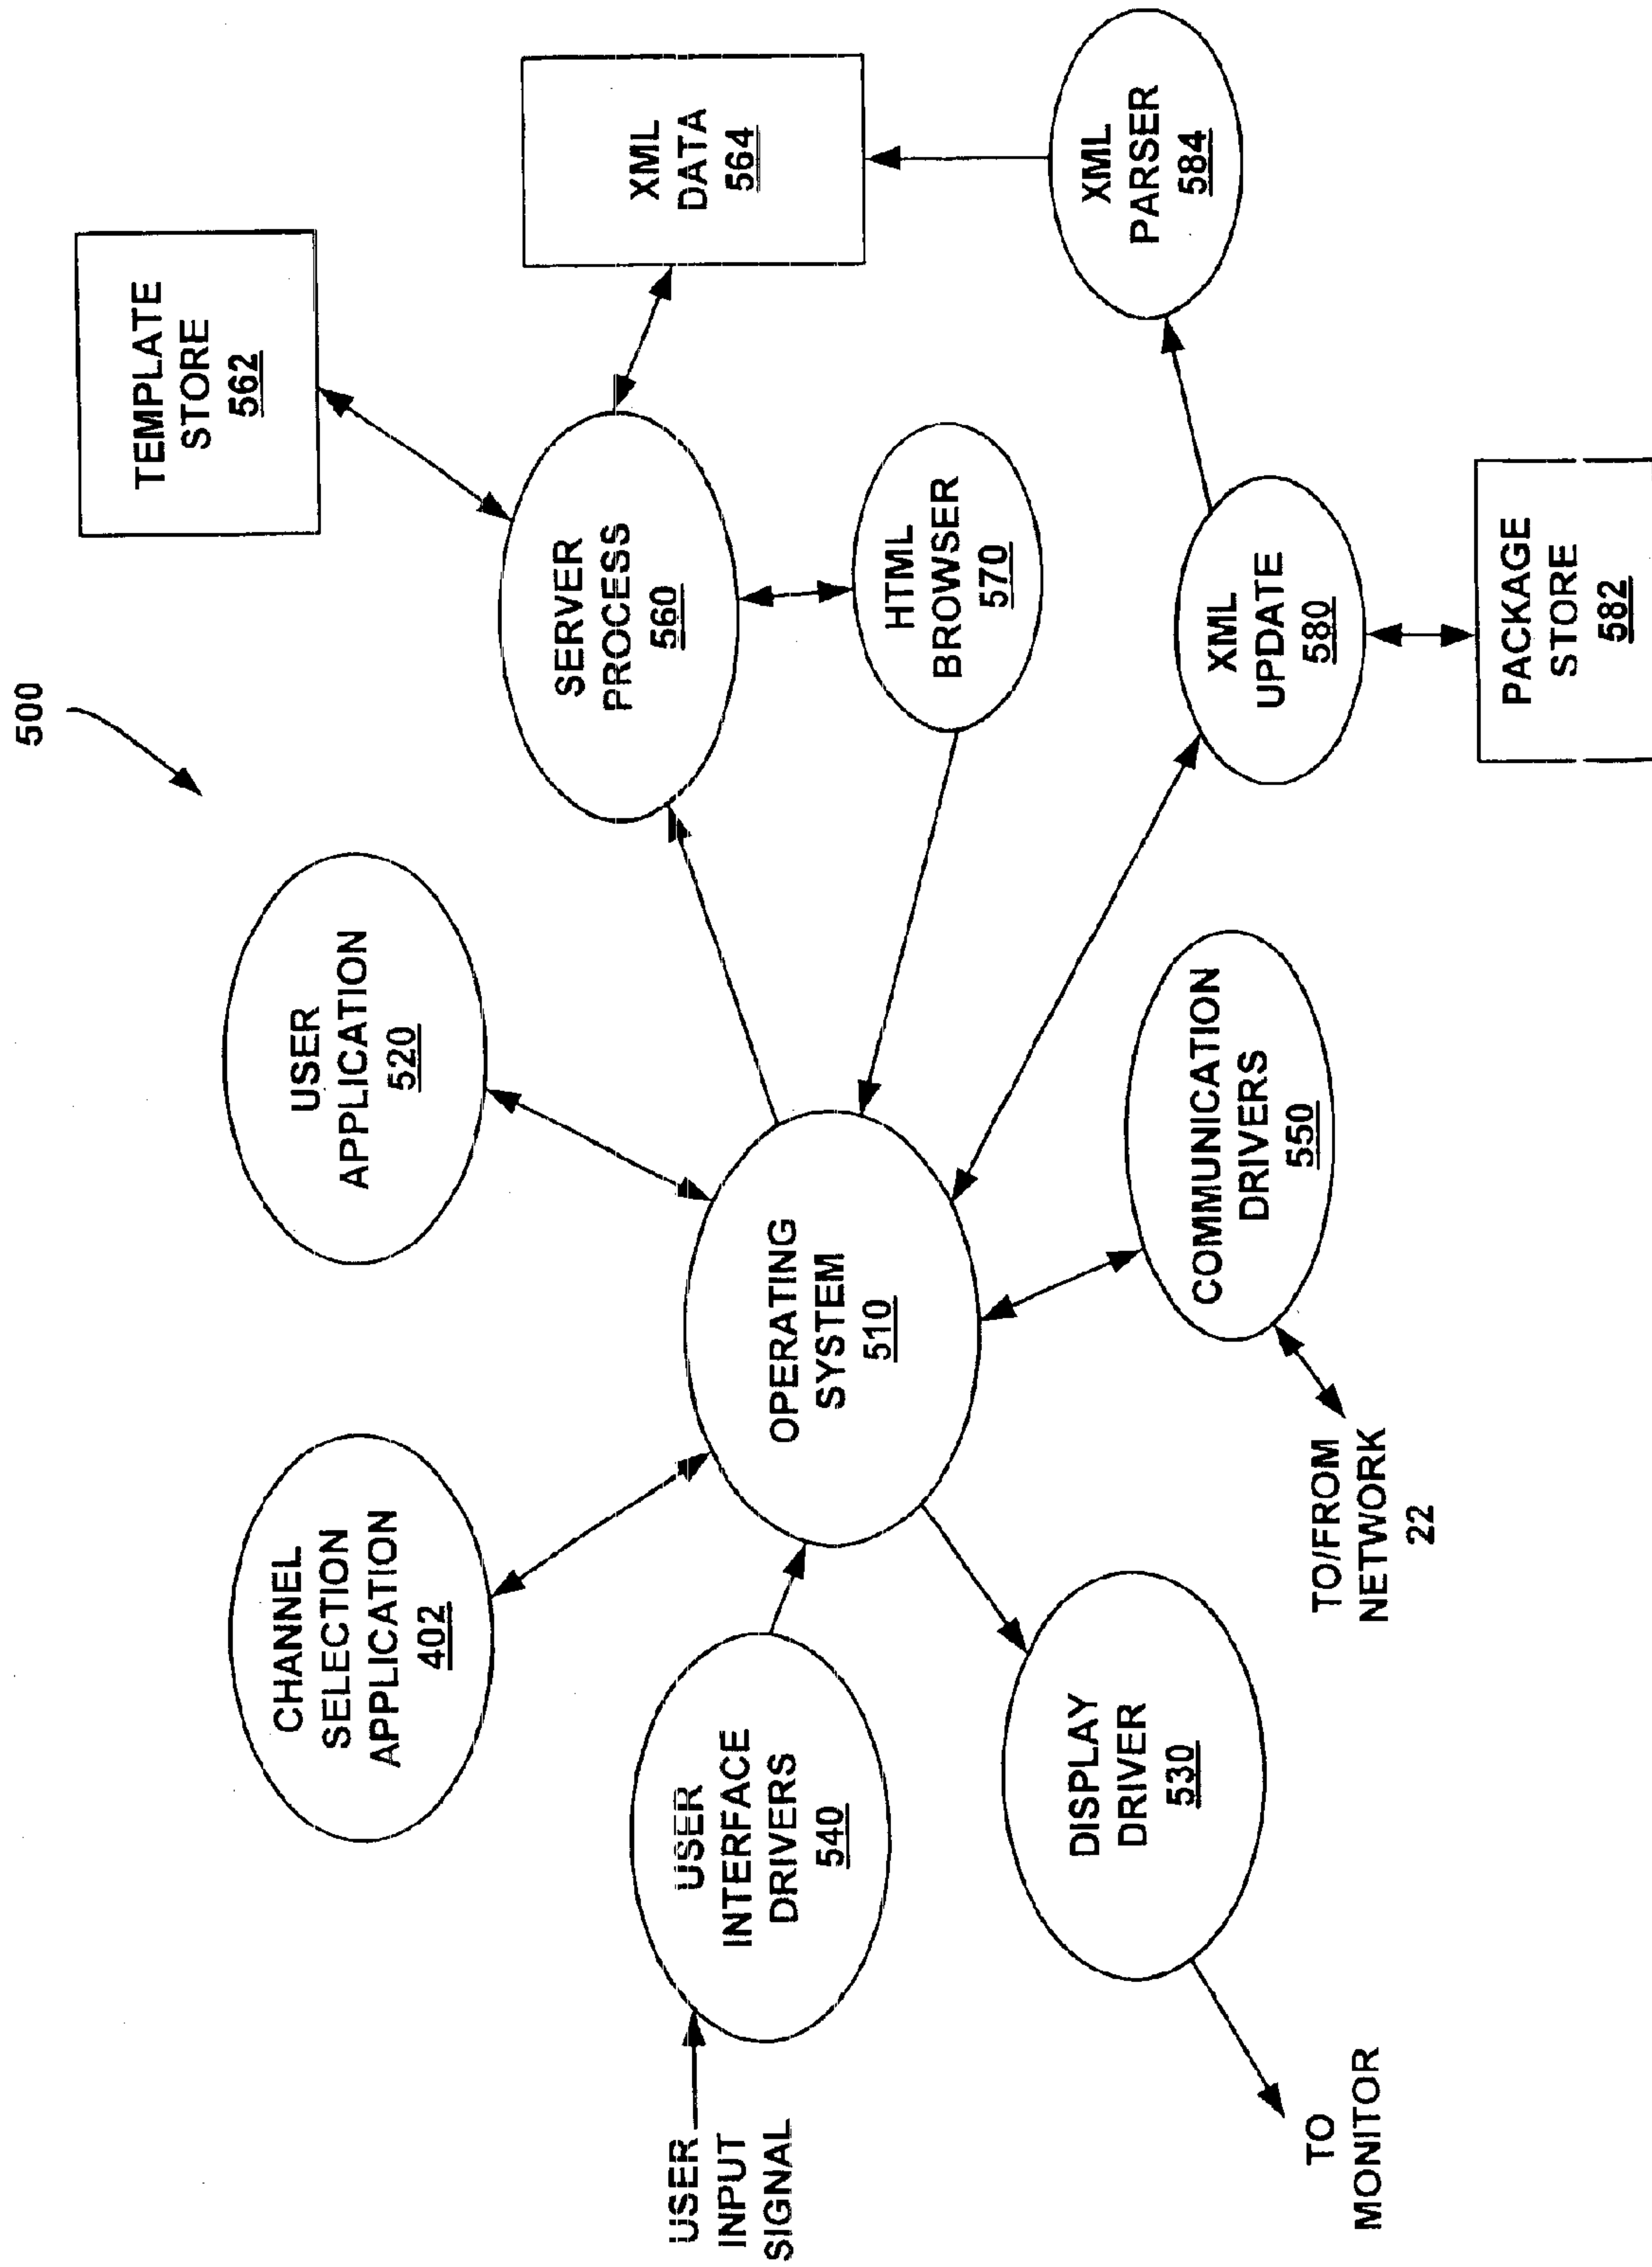 500
CHANNEL
SELECTION
APPLICATION
402
USER
APPLICATION
520
TEMPLATE
STORE
562
SERVER
PROCESS
560
XML
DATA
564
USER
INPUT
SIGNAL
USER
INTERFACE
DRIVERS
540
OPERATING
SYSTEM
510
HTML
BROWSER
570
XML
PARSER
584
DISPLAY
DRIVER
530
COMMUNICATION
DRIVERS
550
XML
UPDATE
580
TO
MONITOR
TO/FROM
NETWORK
22
PACKAGE
STORE
582